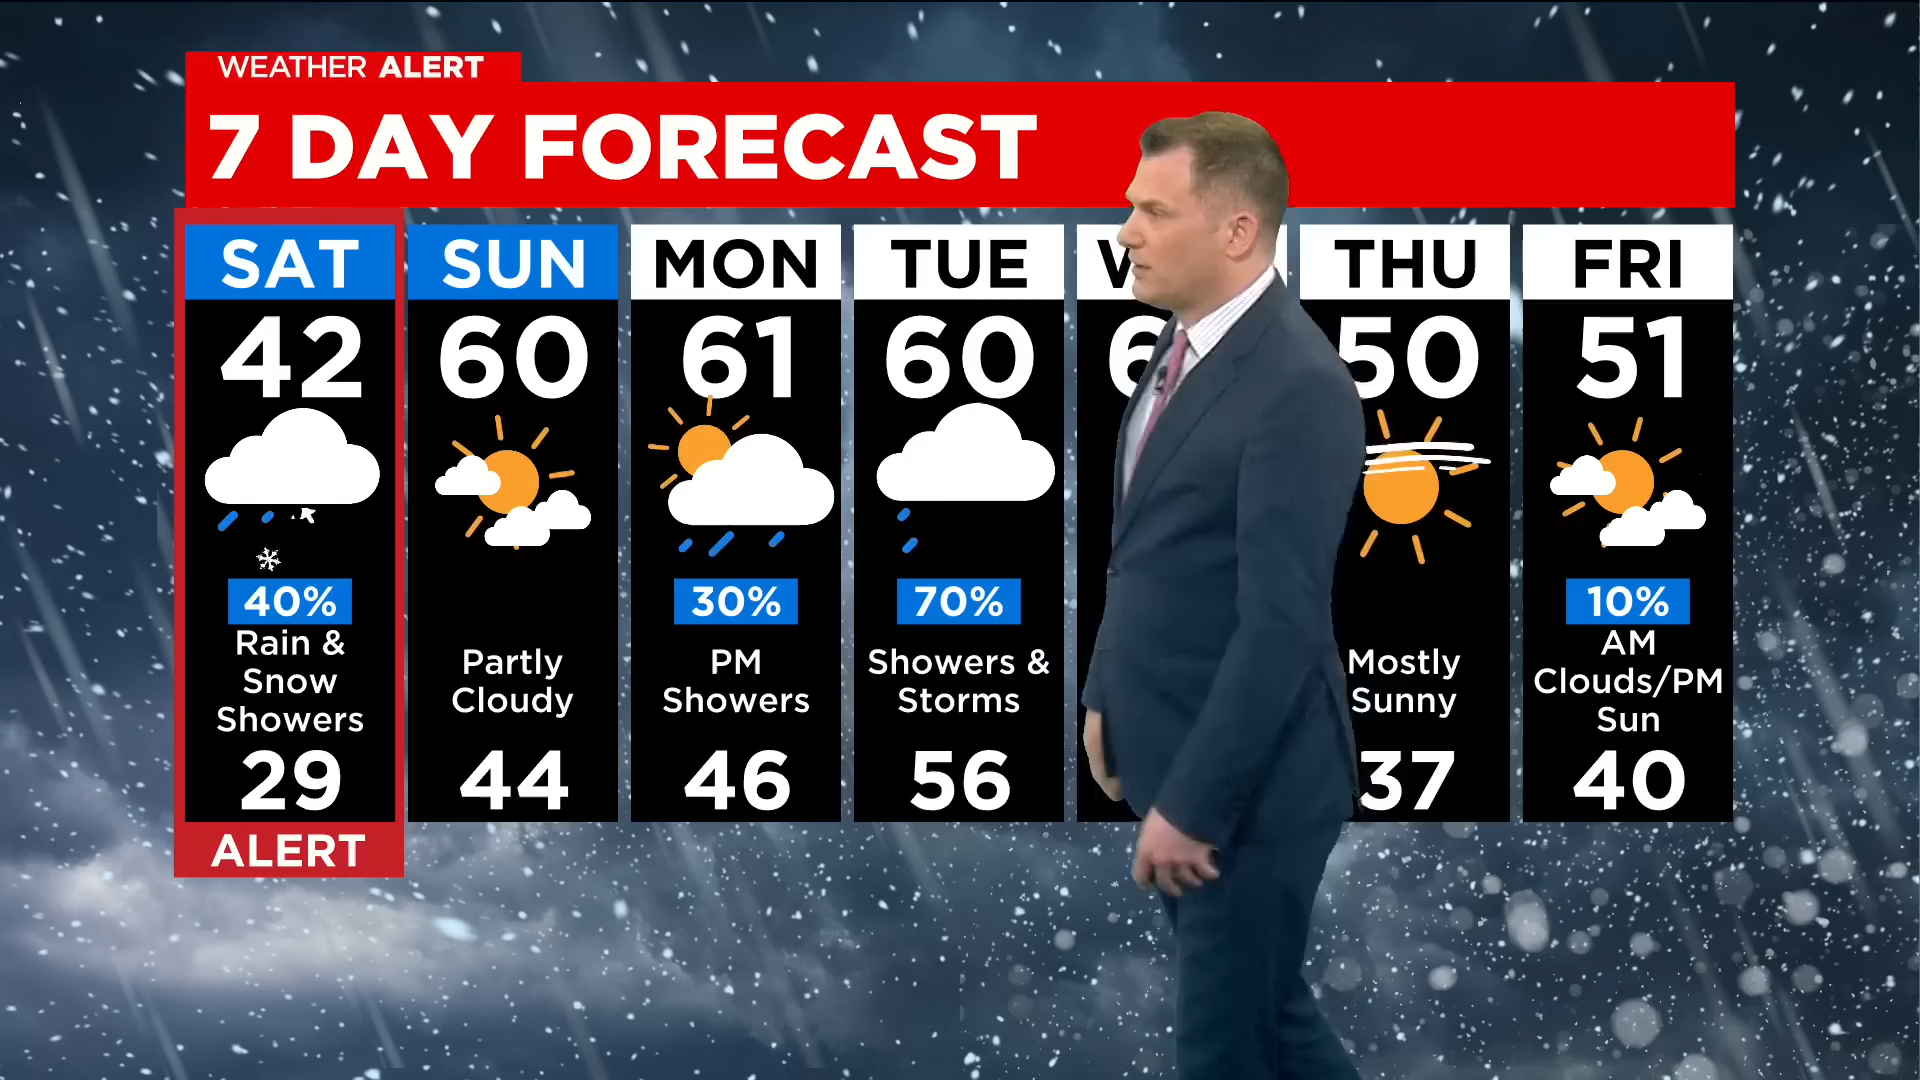 WEATHER ALERT
7 DAY FORECAST
SAT
42
40%
Rain &
Snow
Showers
29
ALERT
SUN
60
Partly
Cloudy
44
MON
61
30%
PM
Showers
46
TUE
60
70%
Showers &
Storms
56
THU
50
Mostly
Sunny
37
FRI
51
10%
AM
Clouds/PM
Sun
40